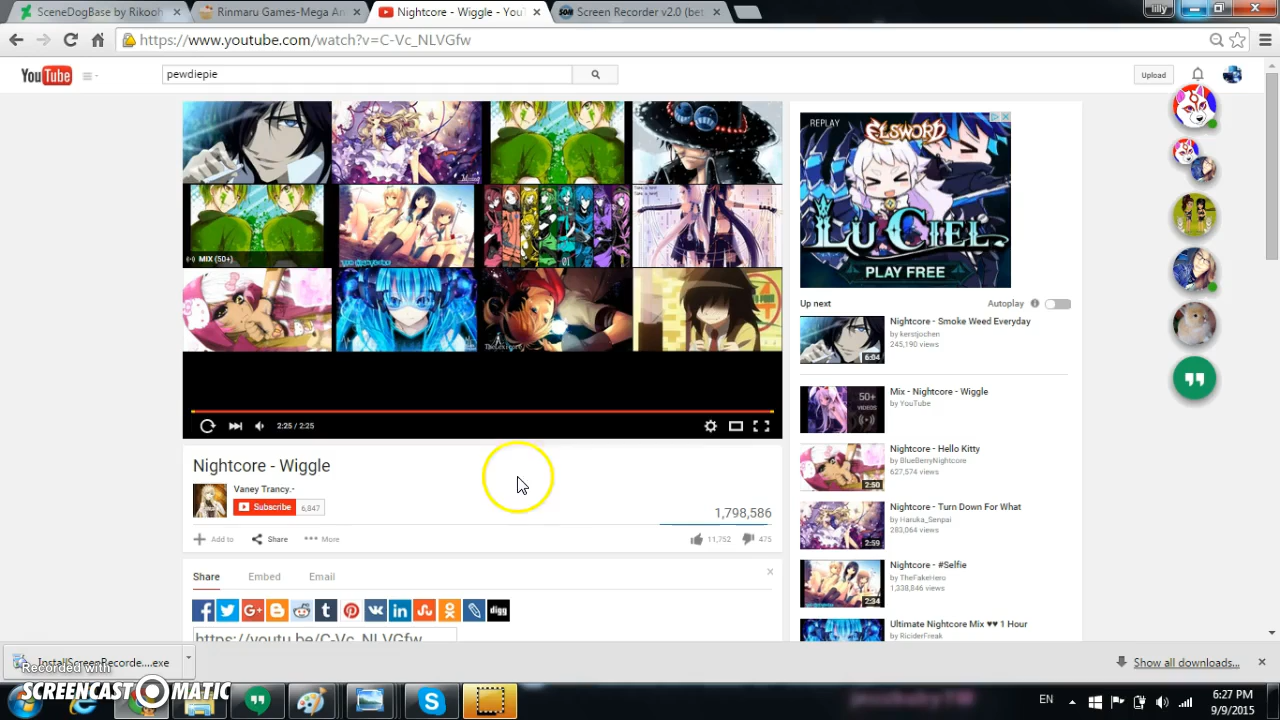 SceneDogBase by Rikooh
Rinmaru Games-Mega An
Nightcore - Wiggle - You
Screen Recorder v2.0 (bet
lilly
https://www.youtube.com/watch?v=C-Vc_NLVGfw
YouTube
pewdiepie
Upload
REPLAY
ELSWORD
LU CIEL
PLAY FREE
MIX (50+)
2:25 / 2:25
Up next
Autoplay
Nightcore - Smoke Weed Everyday
by kerstjochen
245,190 views
6:04
Mix - Nightcore - Wiggle
by YouTube
50+
VIDEOS
Nightcore - Hello Kitty
by BlueBerryNightcore
627,574 views
2:50
Nightcore - Turn Down For What
by Haruka_Senpai
283,064 views
2:59
Nightcore - #Selfie
by TheFakeHero
1,338,846 views
2:34
Ultimate Nightcore Mix ♥♥ 1 Hour
by RiciderFreak
Nightcore - Wiggle
Vaney Trancy.-
Subscribe
6,847
1,798,586
Add to
Share
More
11,752
475
Share
Embed
Email
digg
https://youtu.be/C-Vc_NLVGfw
InstallScreenRecorde....exe
Show all downloads...
Recorded with
SCREENCAST-O-MATIC
EN
6:27 PM
9/9/2015